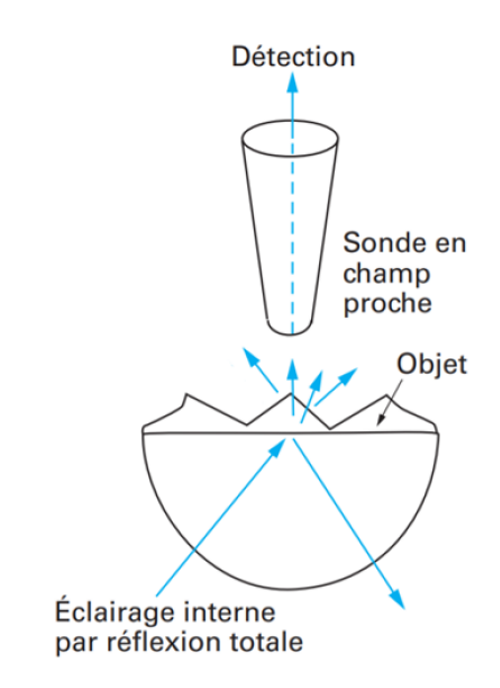 Détection
Sonde en
champ
proche
Objet
Éclairage interne
par réflexion totale